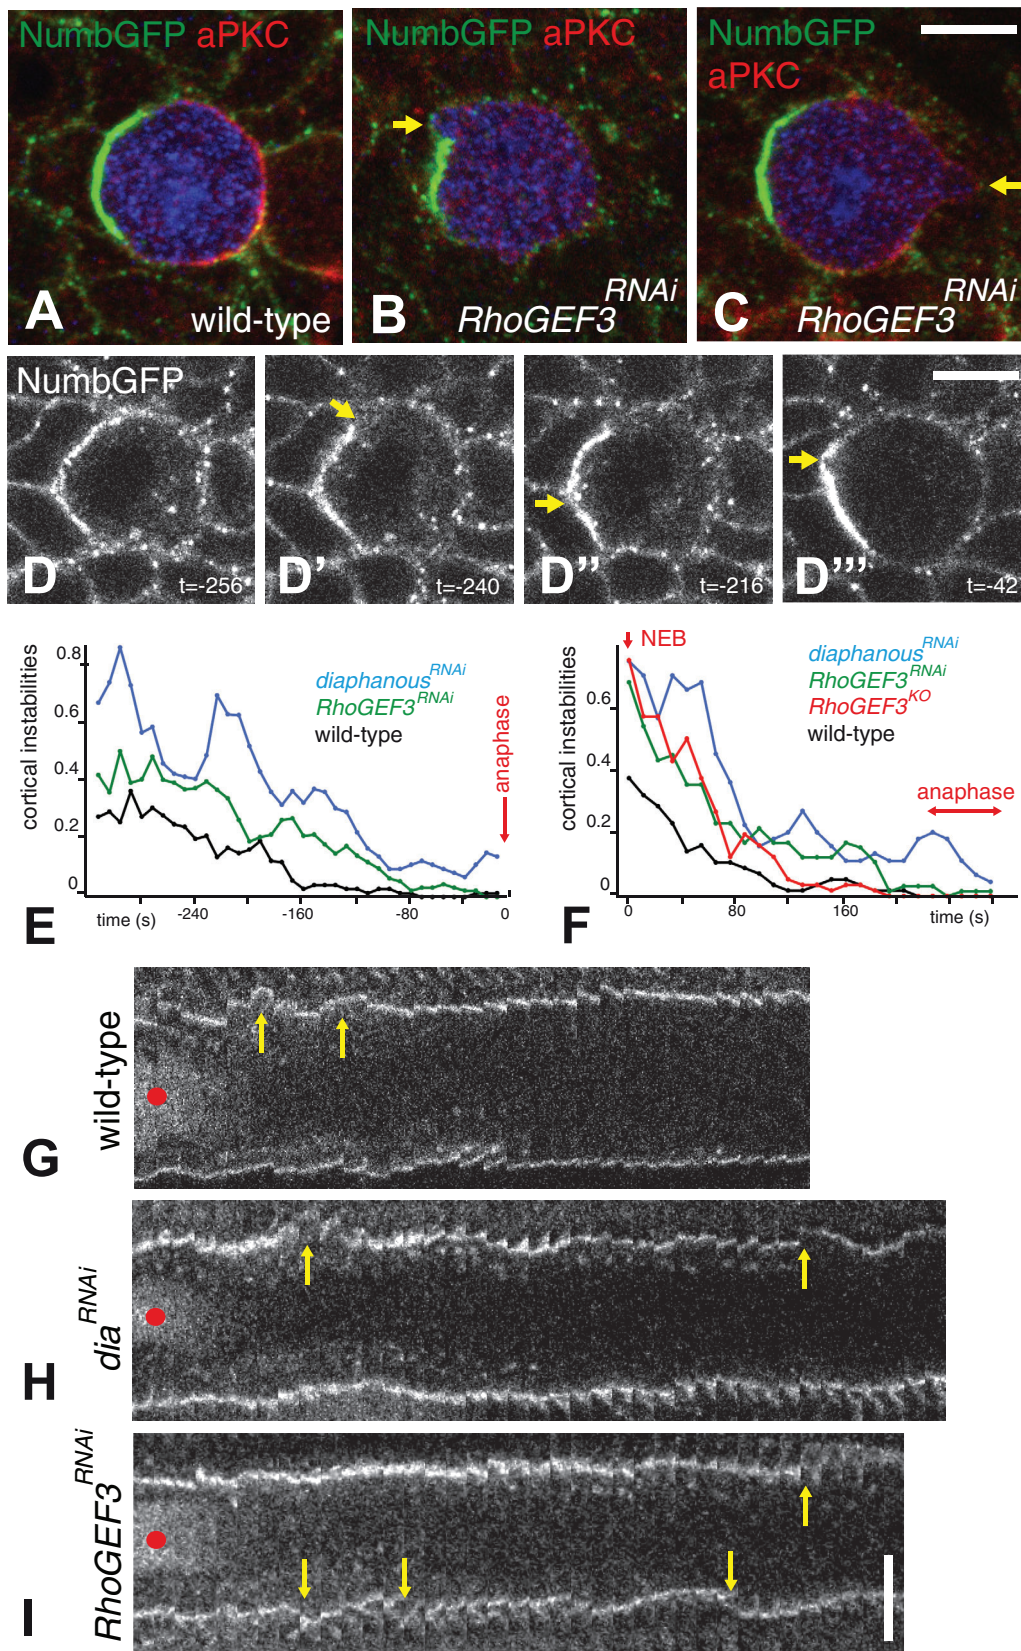 NumbGFP aPKC
A
wild-type
NumbGFP aPKC
B
RhoGEF3 RNAi
NumbGFP
aPKC
C
RhoGEF3 RNAi
NumbGFP
D
t=-256
D'
t=-240
D''
t=-216
D'''
t=-42
cortical instabilities
0.8
0.6
0.4
0.2
0
diaphanous RNAi
RhoGEF3 RNAi
wild-type
anaphase
E
time (s)
-240
-160
-80
0
cortical instabilities
0.6
0.4
0.2
0
NEB
diaphanous RNAi
RhoGEF3 RNAi
RhoGEF3 KO
wild-type
anaphase
F
0
80
160
time (s)
wild-type
G
dia RNAi
H
RhoGEF3 RNAi
I